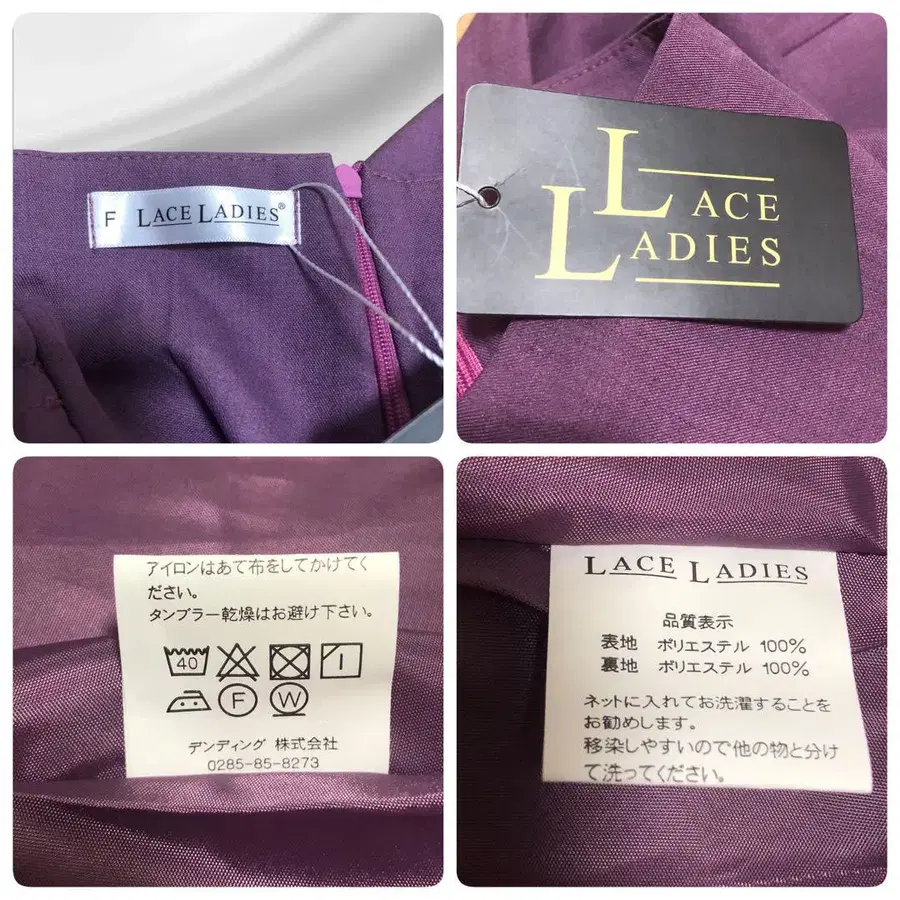 F LACE LADIES®
LACE
LADIES
アイロンはあて布をしてかけてく
ださい。
タンブラー乾燥はお避け下さい。
40
F W
デンディング 株式会社
0285-85-8273
LACE LADIES
品質表示
表地 ポリエステル 100%
裏地 ポリエステル 100%
ネットに入れてお洗濯することを
お勧めします。
移染しやすいので他の物と分け
て洗ってください。